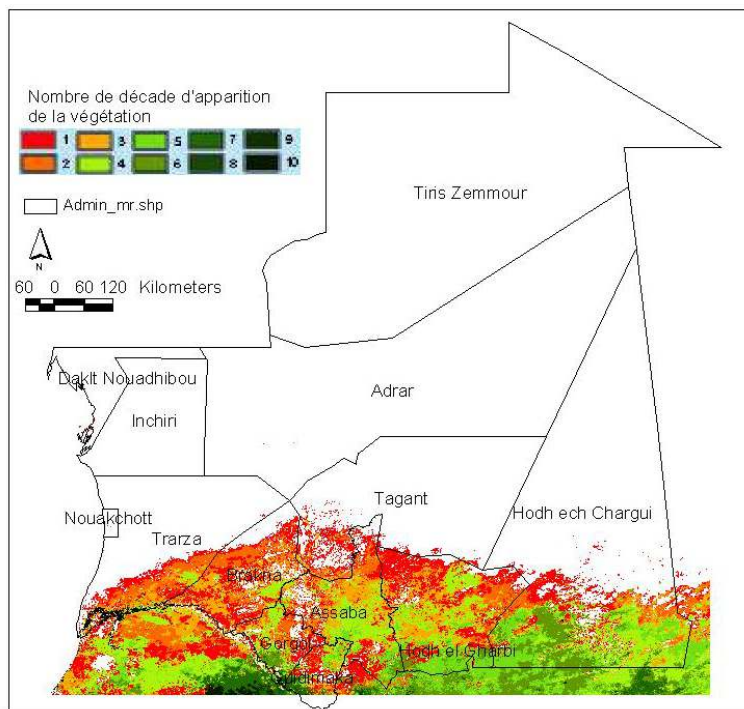 Nombre de décade d'apparition
de la végétation
1 3 5 7 9
2 4 6 8 10
Admin_mr.shp
N
60 0 60 120 Kilometers
Tiris Zemmour
Daklt Nouadhibou
Adrar
Inchiri
Tagant
Nouakchott
Hodh ech Chargui
Trarza
Brakna
Assaba
Gorgol
Hodh el Gharbi
Guidimaka